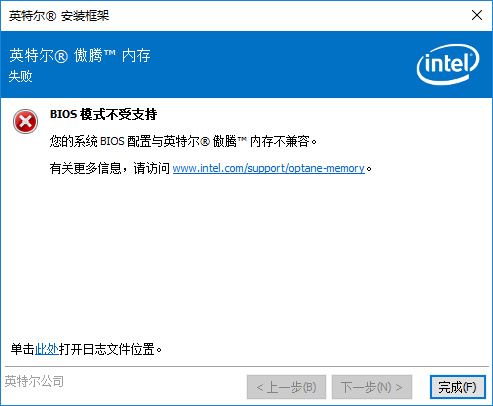 英特尔® 安装框架
英特尔® 傲腾™ 内存
失败
intel
BIOS 模式不受支持
您的系统 BIOS 配置与英特尔® 傲腾™ 内存不兼容。
有关更多信息，请访问 www.intel.com/support/optane-memory。
单击此处打开日志文件位置。
英特尔公司
< 上一步(B)
下一步(N) >
完成(F)